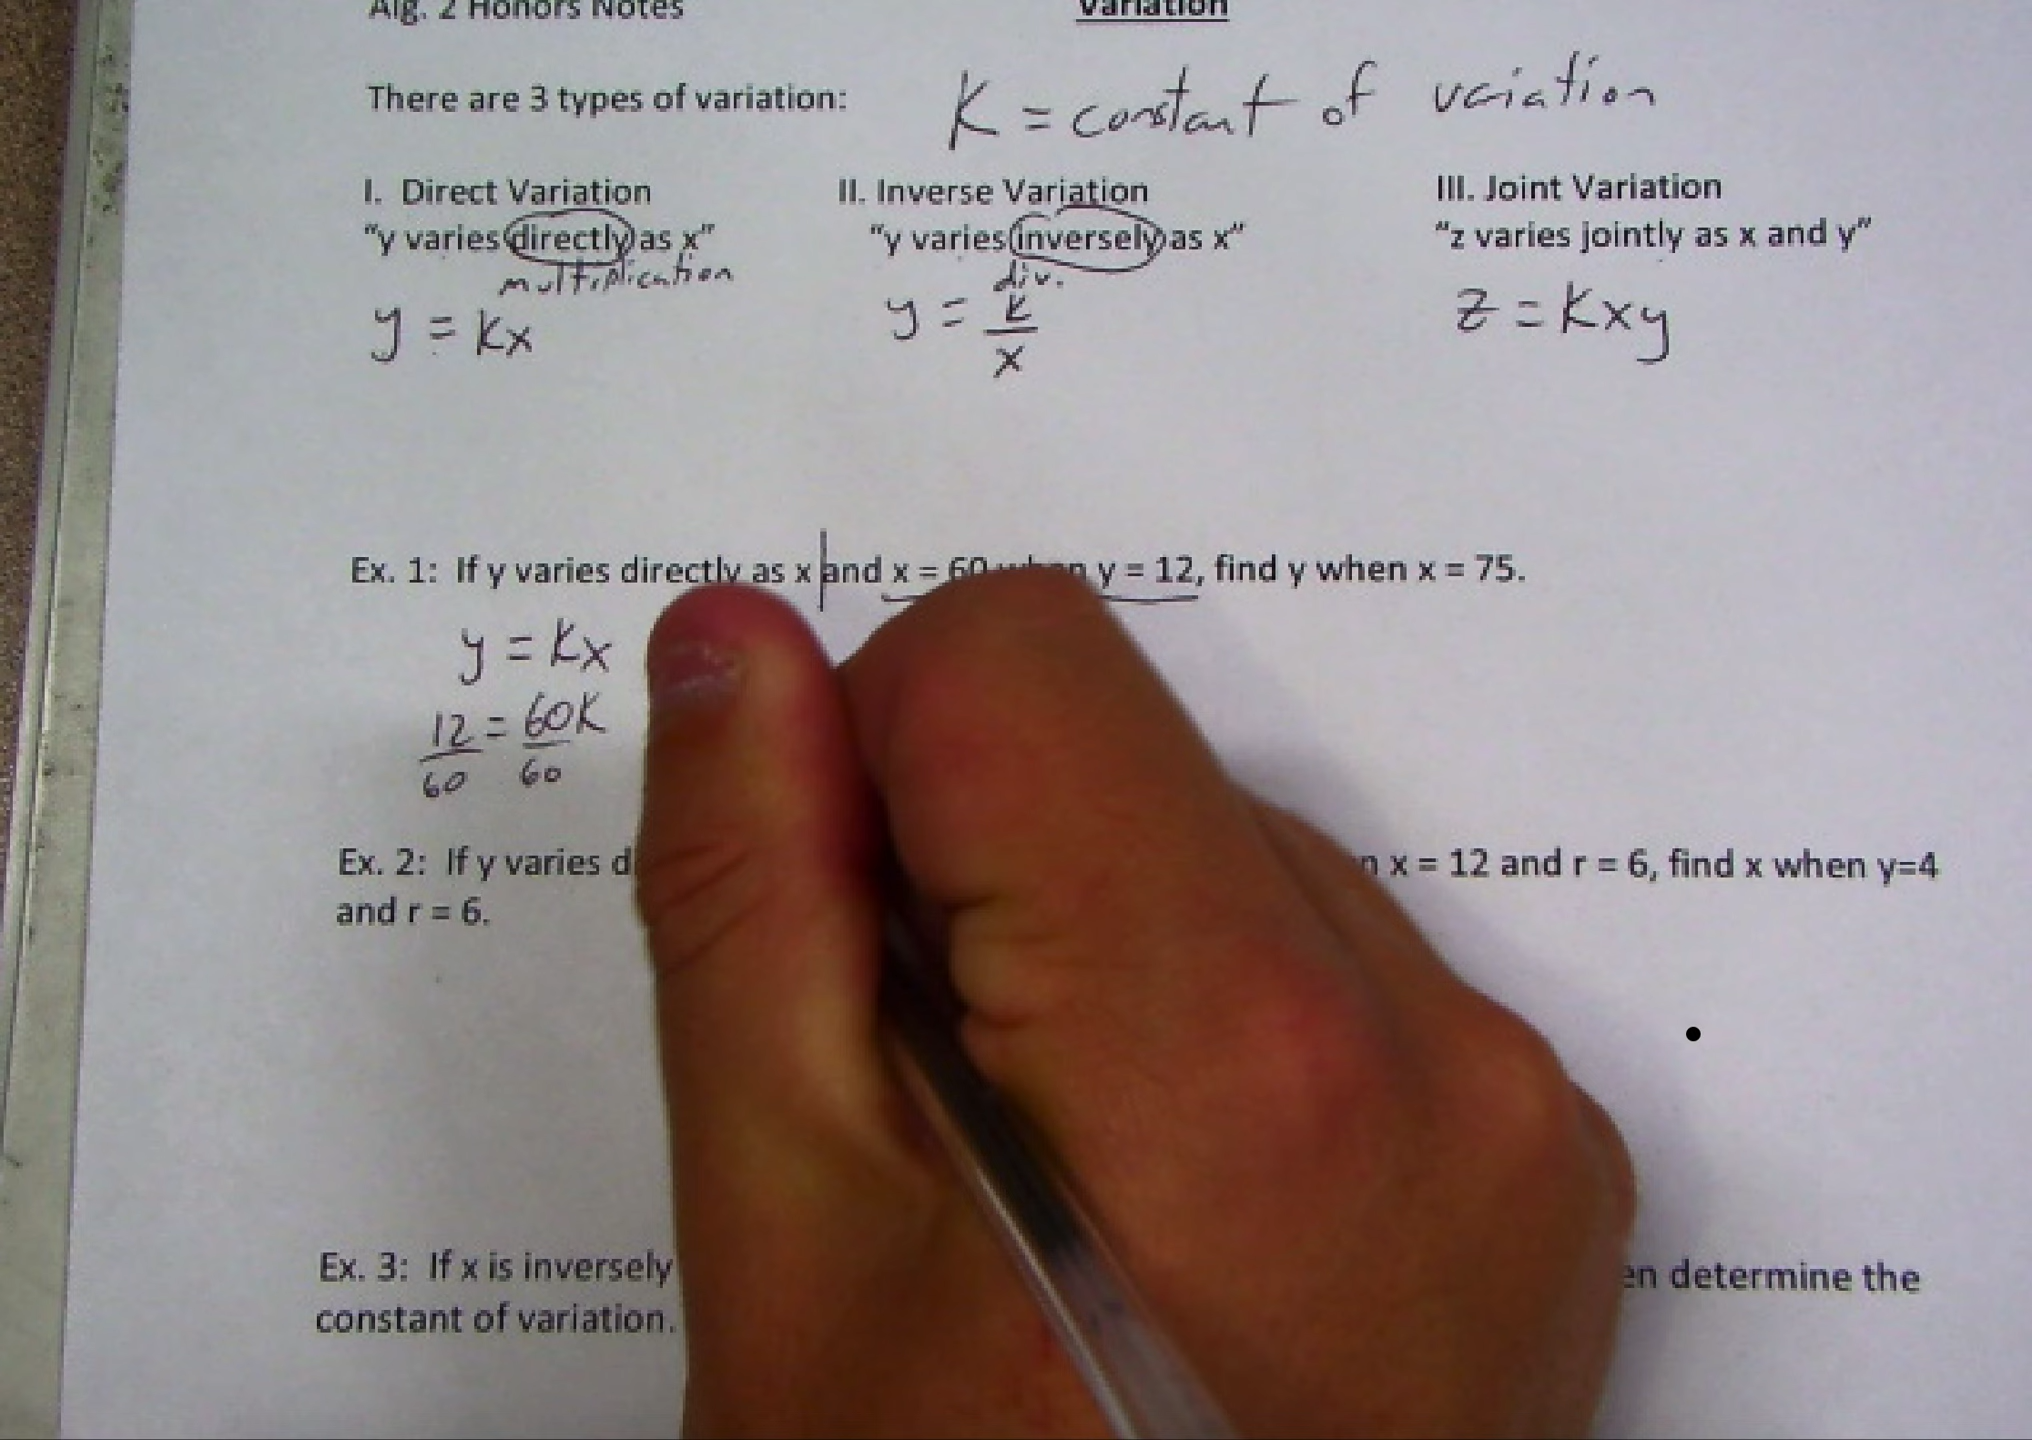 Alg. 2 Honors Notes Variation
There are 3 types of variation: K = constant of vaiation
I. Direct Variation II. Inverse Variation III. Joint Variation
"y varies directly as x" "y varies inversely as x" "z varies jointly as x and y"
multiplication div.
y = kx y = k/x z = Kxy
Ex. 1: If y varies directly as x and x = 60 when y = 12, find y when x = 75.
y = Kx
12 = 60K
60 60
Ex. 2: If y varies x = 12 and r = 6, find x when y=4
and r = 6.
Ex. 3: If x is inversely determine the
constant of variation.